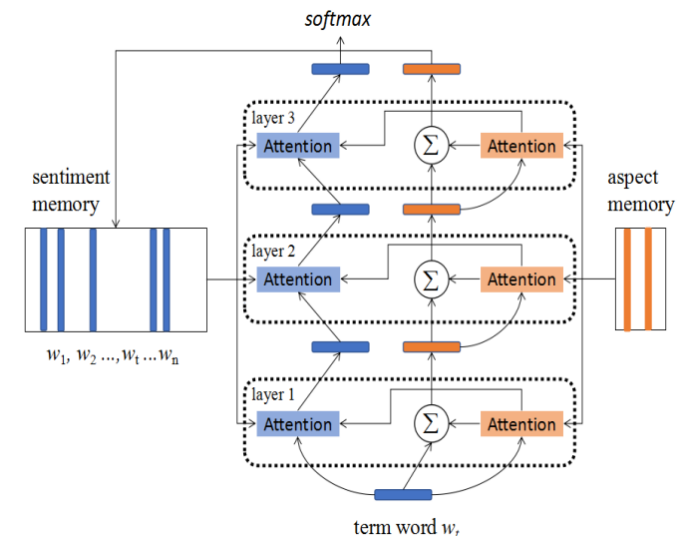 softmax
layer 3
Attention
Σ
Attention
sentiment
memory
aspect
memory
layer 2
Attention
Σ
Attention
w1, w2 ...,wt ...wn
layer 1
Attention
Σ
Attention
term word wt